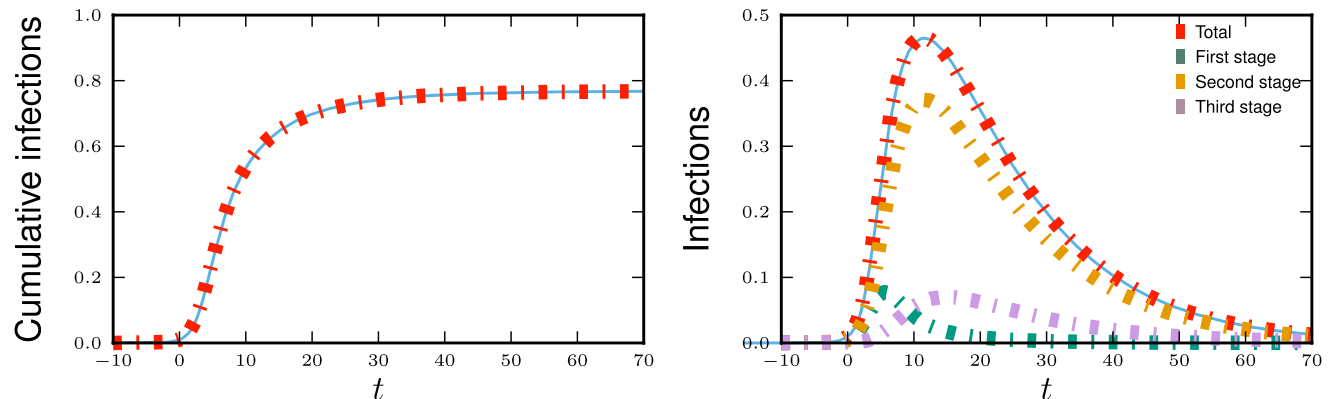 Cumulative infections
1.0
0.8
0.6
0.4
0.2
0.0
−10 0 10 20 30 40 50 60 70
t
Infections
0.5
0.4
0.3
0.2
0.1
0.0
−10 0 10 20 30 40 50 60 70
t
Total
First stage
Second stage
Third stage